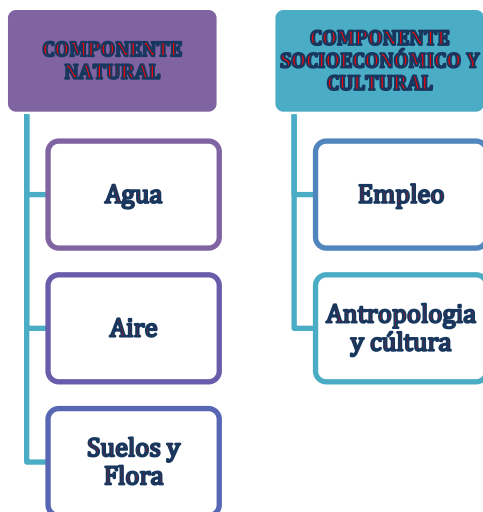 COMPONENTE
NATURAL
Agua
Aire
Suelos y
Flora
COMPONENTE
SOCIOECONÓMICO Y
CULTURAL
Empleo
Antropologia
y cúltura